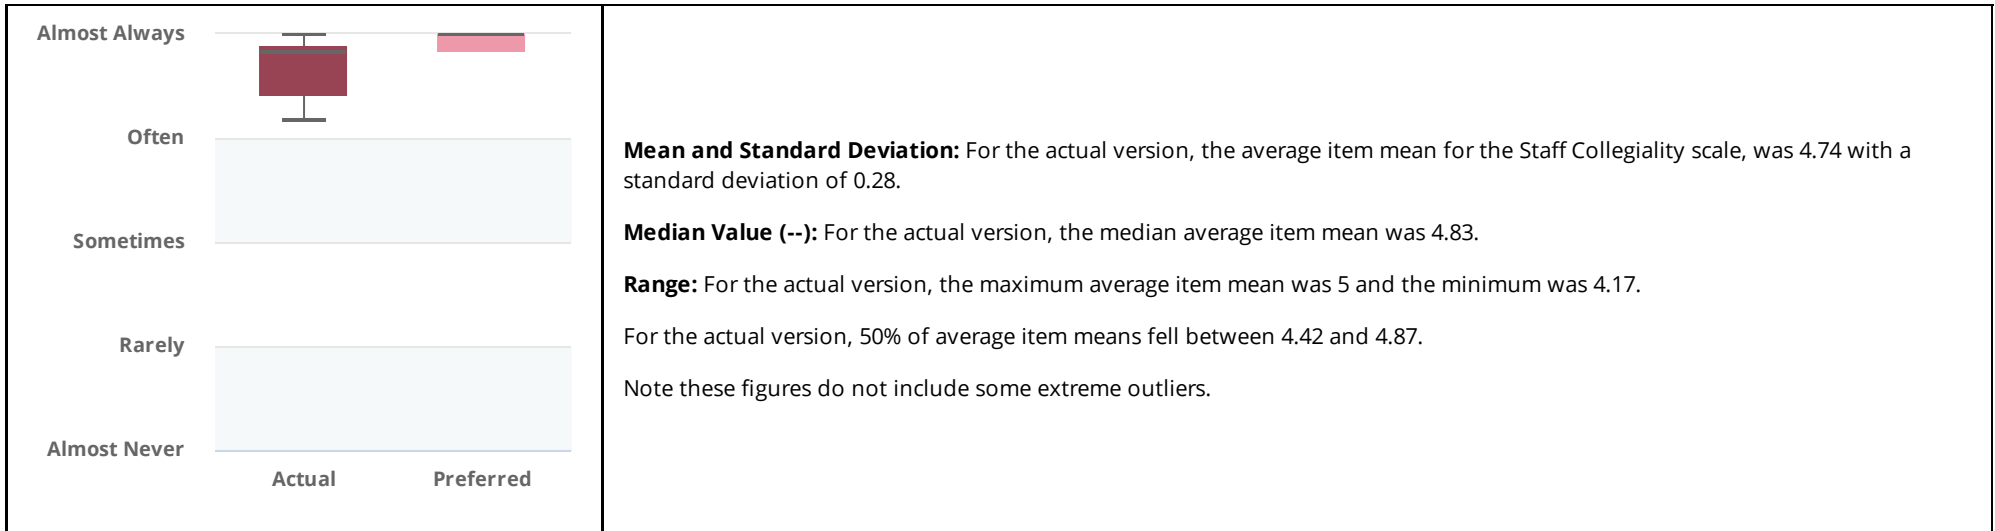 Almost Always
Often
Sometimes
Rarely
Almost Never
Actual Preferred
Mean and Standard Deviation: For the actual version, the average item mean for the Staff Collegiality scale, was 4.74 with a
standard deviation of 0.28.
Median Value (--): For the actual version, the median average item mean was 4.83.
Range: For the actual version, the maximum average item mean was 5 and the minimum was 4.17.
For the actual version, 50% of average item means fell between 4.42 and 4.87.
Note these figures do not include some extreme outliers.